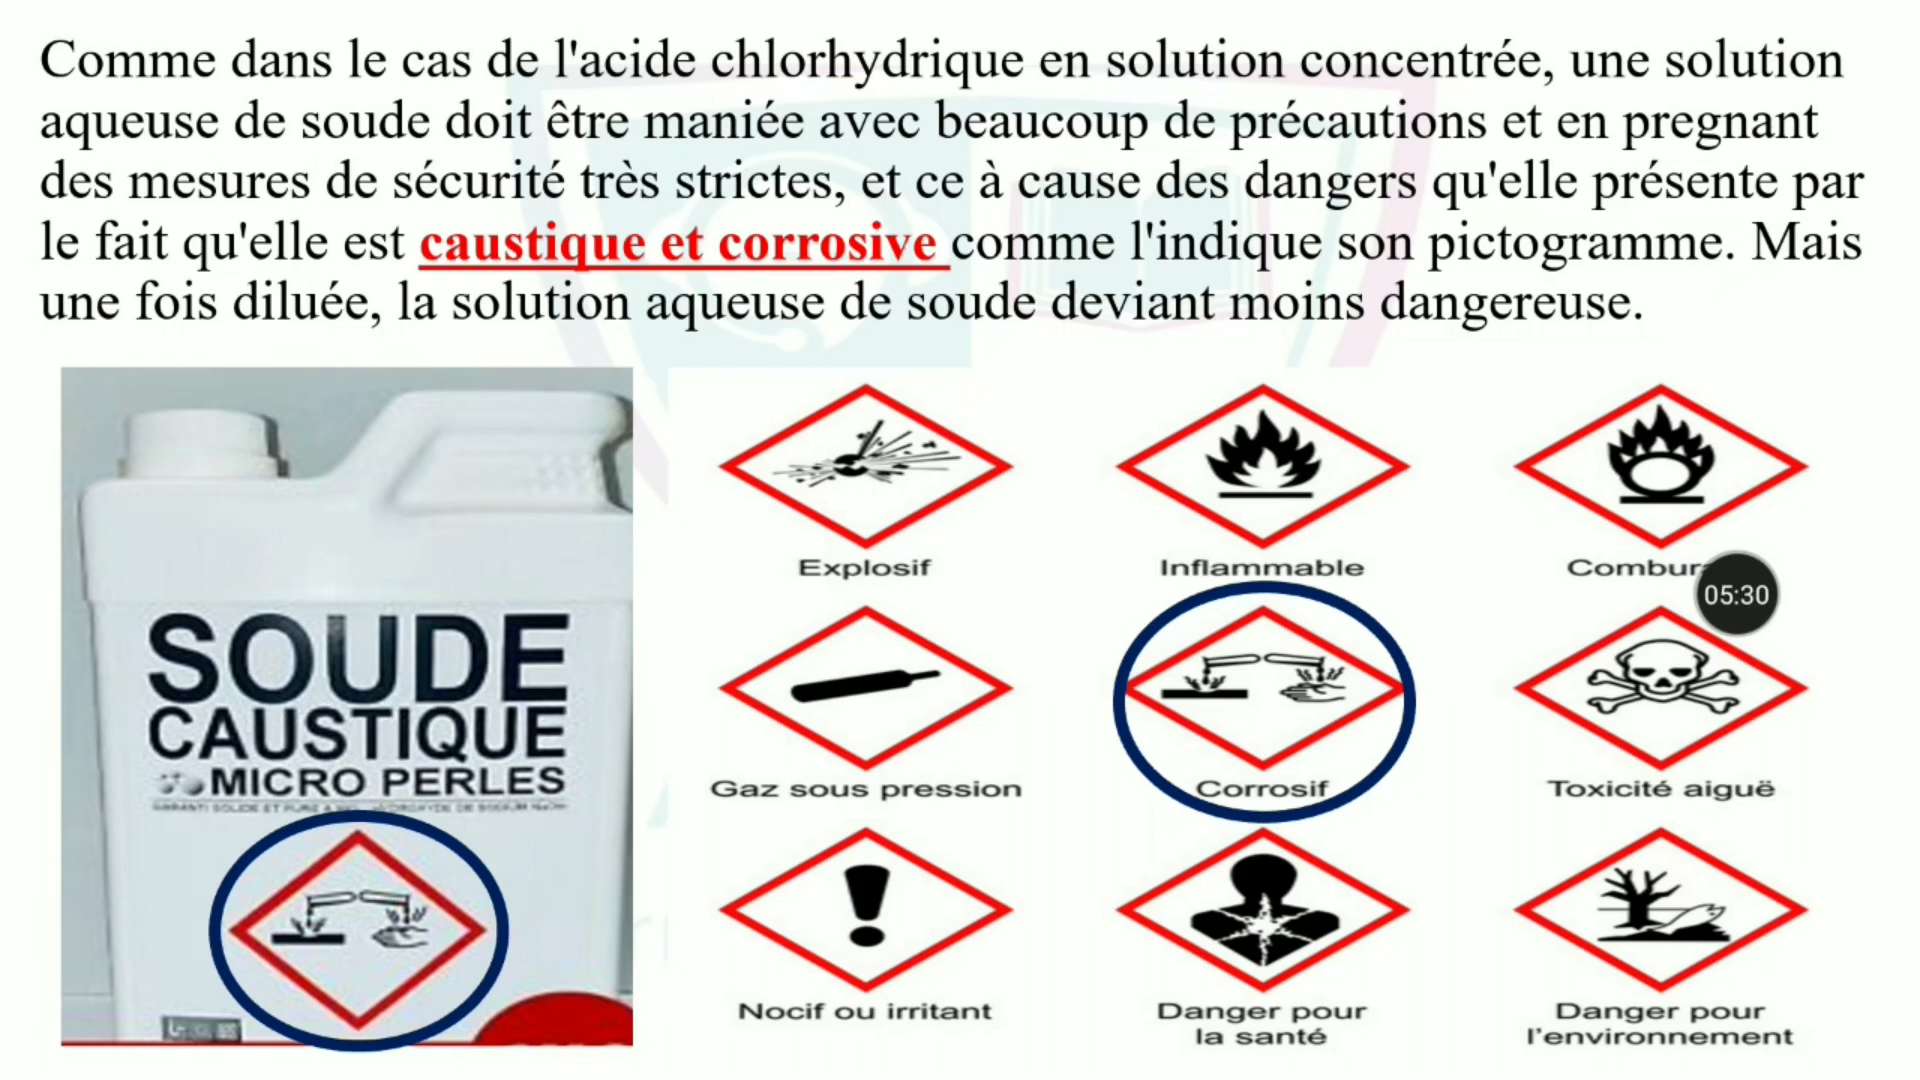 Comme dans le cas de l'acide chlorhydrique en solution concentrée, une solution
aqueuse de soude doit être maniée avec beaucoup de précautions et en pregnant
des mesures de sécurité très strictes, et ce à cause des dangers qu'elle présente par
le fait qu'elle est caustique et corrosive comme l'indique son pictogramme. Mais
une fois diluée, la solution aqueuse de soude deviant moins dangereuse.
SOUDE
CAUSTIQUE
MICRO PERLES
Explosif
Inflammable
05:30
Gaz sous pression
Corrosif
Toxicité aiguë
Nocif ou irritant
Danger pour
la santé
Danger pour
l'environnement